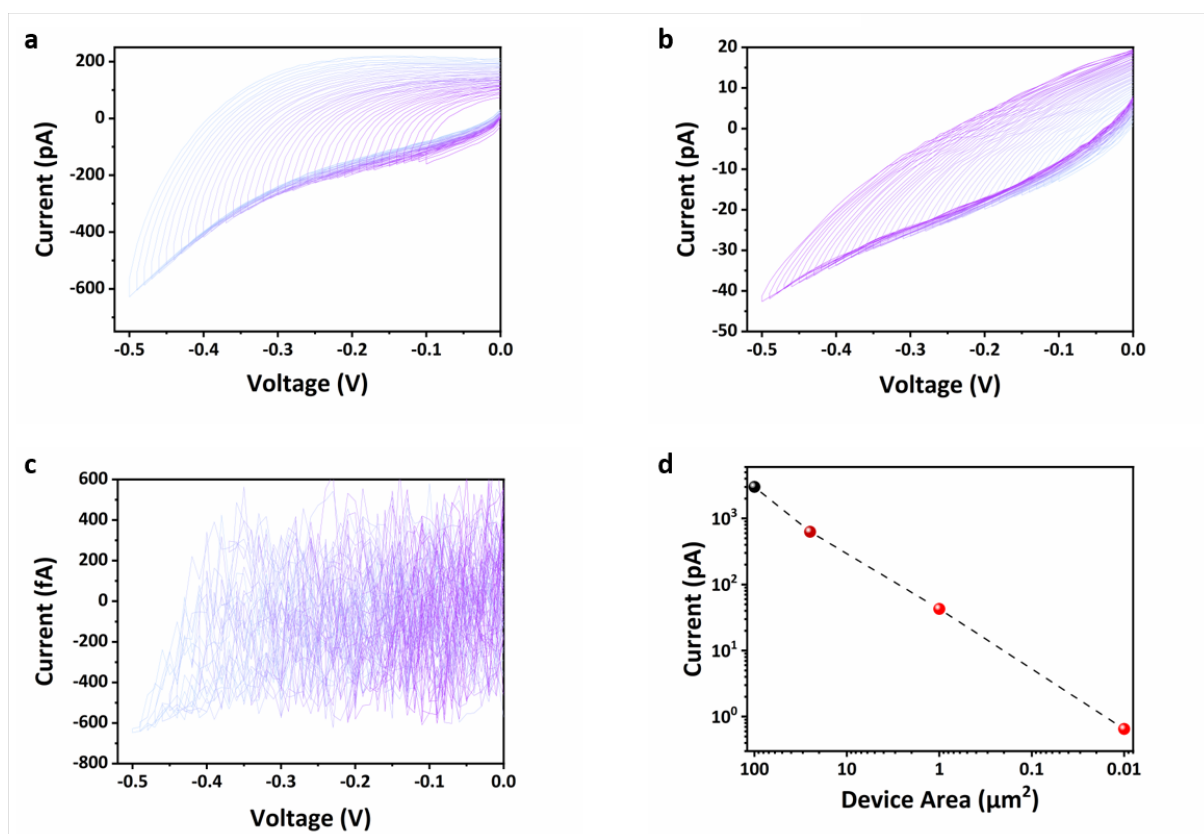 a
200
0
-200
-400
-600
Current (pA)
-0.5 -0.4 -0.3 -0.2 -0.1 0.0
Voltage (V)
b
20
10
0
-10
-20
-30
-40
-50
Current (pA)
-0.5 -0.4 -0.3 -0.2 -0.1 0.0
Voltage (V)
c
600
400
200
0
-200
-400
-600
-800
Current (fA)
-0.5 -0.4 -0.3 -0.2 -0.1 0.0
Voltage (V)
d
10³
10²
10¹
10⁰
Current (pA)
100 10 1 0.1 0.01
Device Area (μm²)